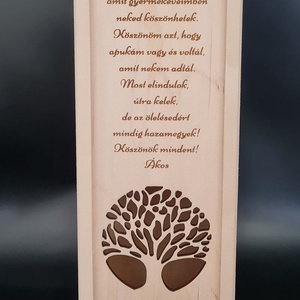 amit gyermekéveimben
neked köszönhetek.
Köszönöm azt, hogy
apukám vagy és voltál,
amit nekem adtál.
Most elindulok,
útra kelek,
de az ölelésedért
mindig hazamegyek!
Köszönök mindent!
Ákos